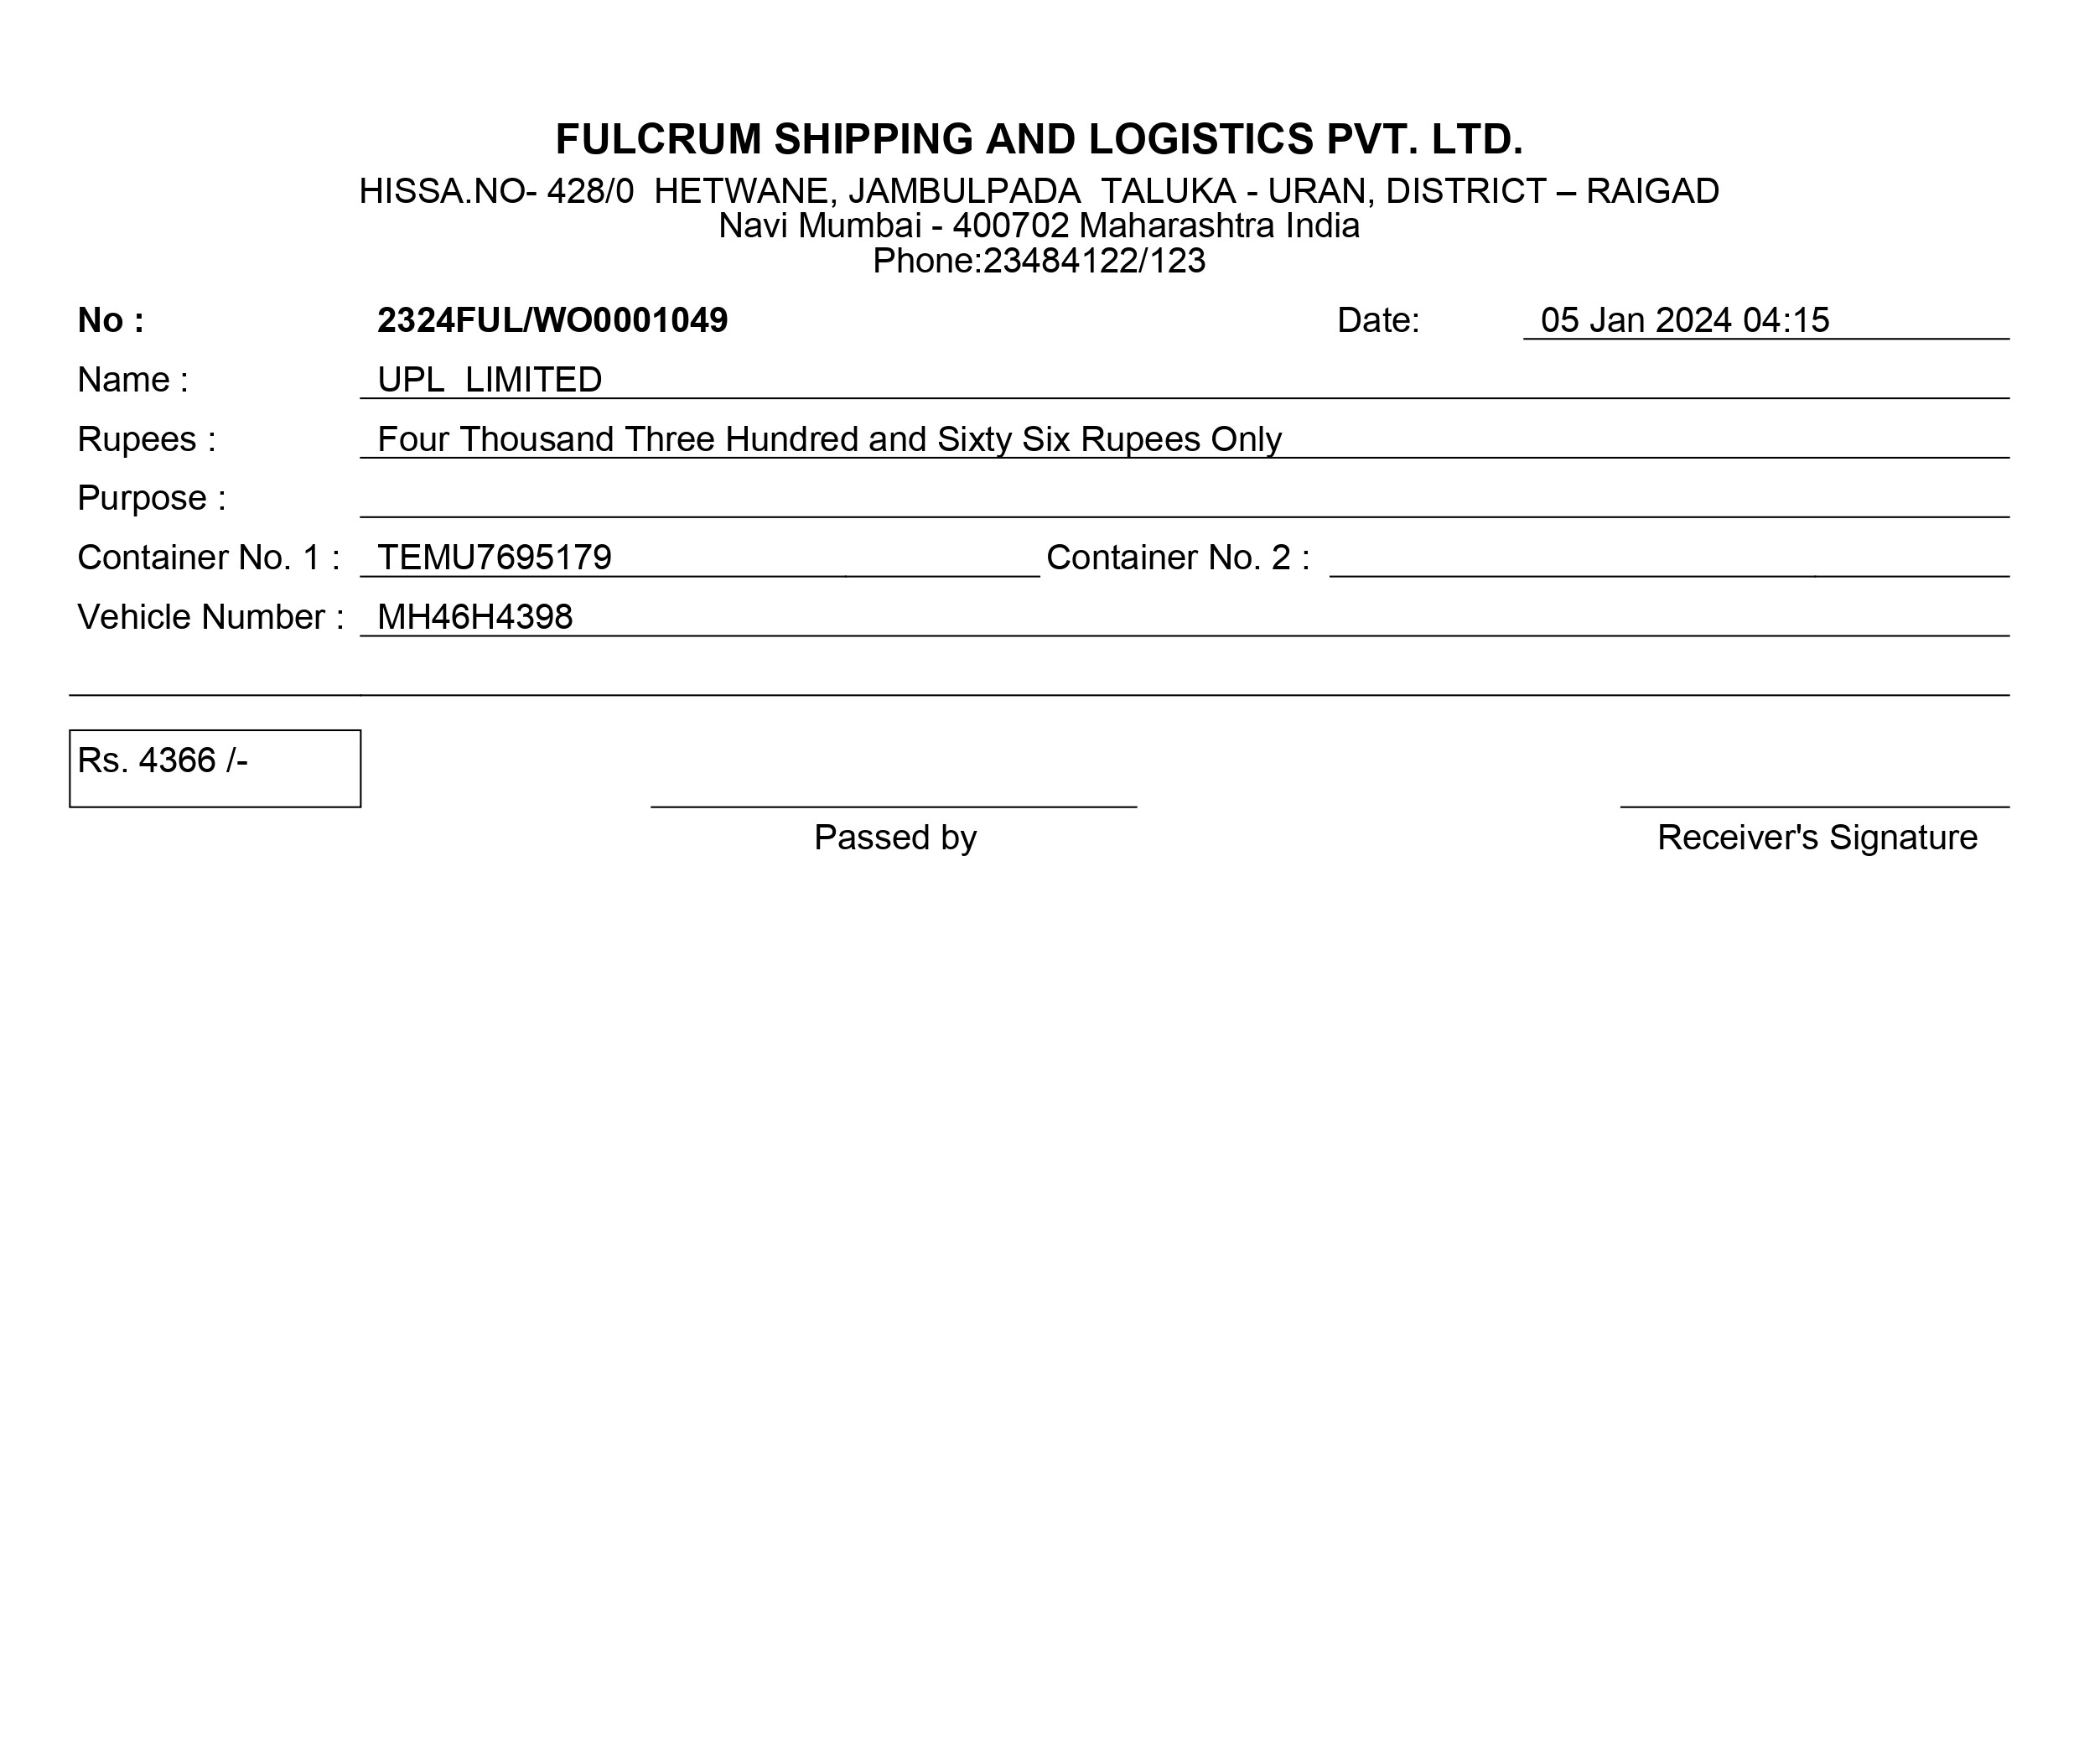 FULCRUM SHIPPING AND LOGISTICS PVT. LTD.
HISSA.NO- 428/0  HETWANE, JAMBULPADA  TALUKA - URAN, DISTRICT – RAIGAD
Navi Mumbai - 400702 Maharashtra India
Phone:23484122/123
No : 2324FUL/WO0001049 Date: 05 Jan 2024 04:15
Name : UPL  LIMITED
Rupees : Four Thousand Three Hundred and Sixty Six Rupees Only
Purpose :
Container No. 1 : TEMU7695179 Container No. 2 :
Vehicle Number : MH46H4398
Rs. 4366 /-
Passed by Receiver's Signature